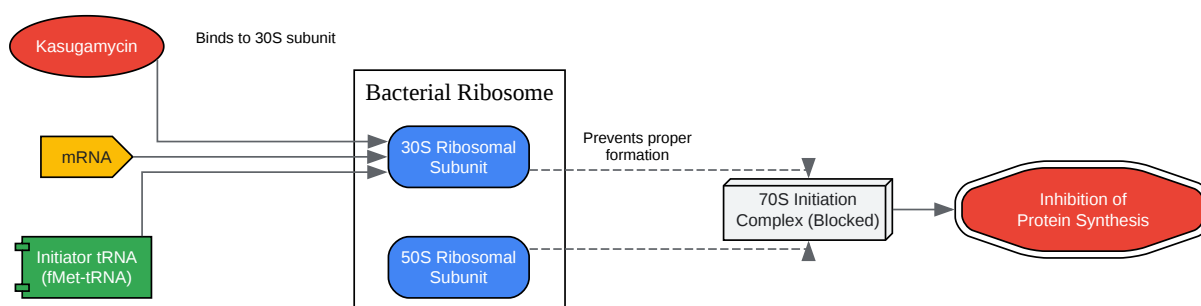 Kasugamycin
Binds to 30S subunit
Bacterial Ribosome
30S Ribosomal
Subunit
mRNA
Prevents proper
formation
70S Initiation
Complex (Blocked)
Inhibition of
Protein Synthesis
Initiator tRNA
(fMet-tRNA)
50S Ribosomal
Subunit